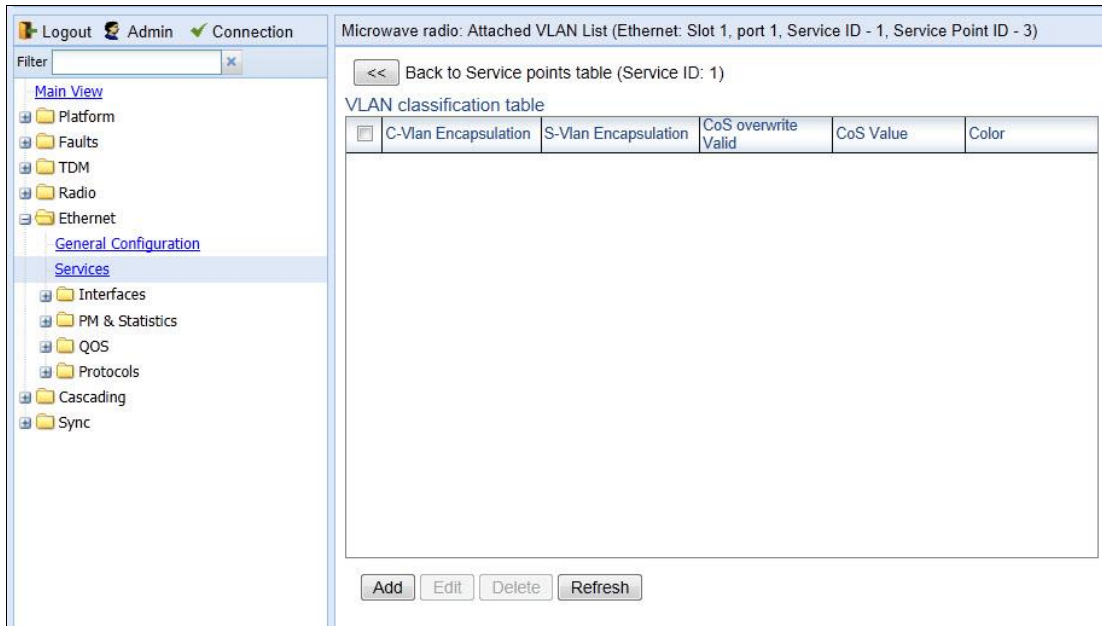 Logout Admin Connection
Filter
Main View
Platform
Faults
TDM
Radio
Ethernet
General Configuration
Services
Interfaces
PM & Statistics
QOS
Protocols
Cascading
Sync
Microwave radio: Attached VLAN List (Ethernet: Slot 1, port 1, Service ID - 1, Service Point ID - 3)
<< Back to Service points table (Service ID: 1)
VLAN classification table
C-Vlan Encapsulation S-Vlan Encapsulation CoS overwrite Valid CoS Value Color
Add Edit Delete Refresh